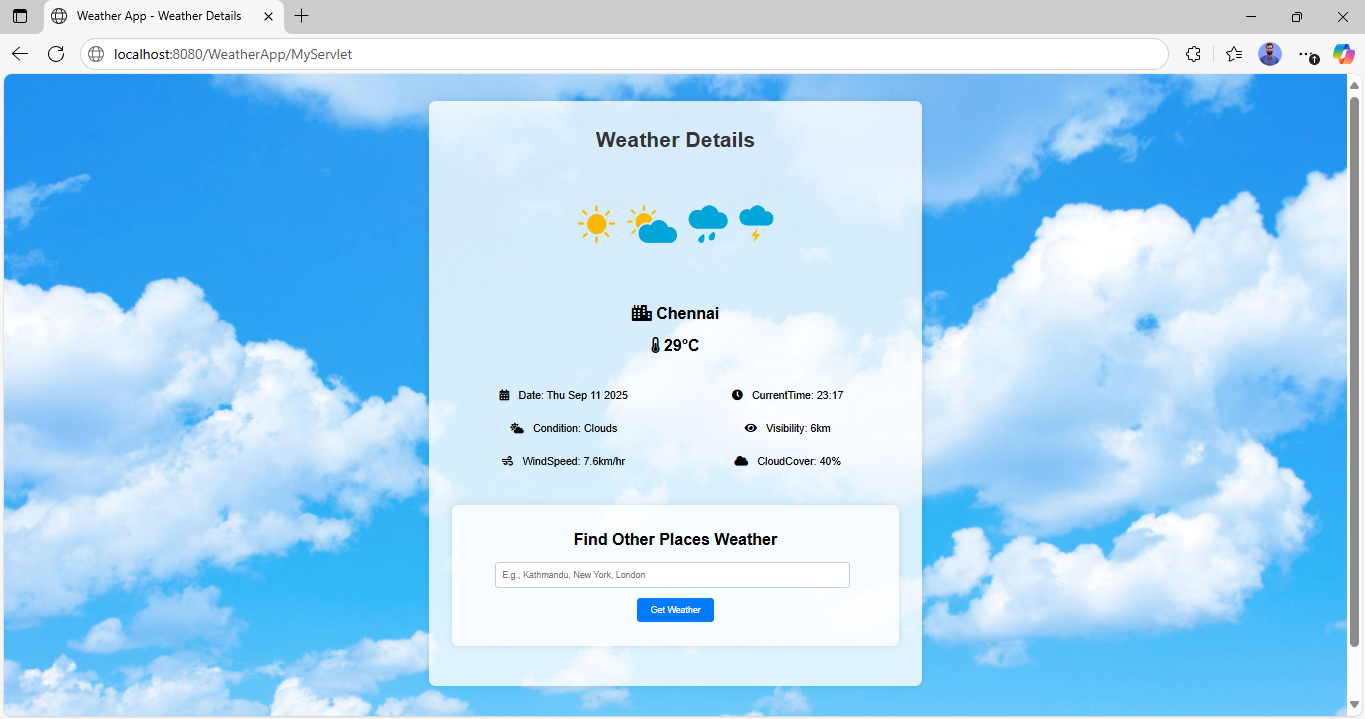 Weather App - Weather Details
localhost:8080/WeatherApp/MyServlet
Weather Details
Chennai
29°C
Date: Thu Sep 11 2025
CurrentTime: 23:17
Condition: Clouds
Visibility: 6km
WindSpeed: 7.6km/hr
CloudCover: 40%
Find Other Places Weather
E.g., Kathmandu, New York, London
Get Weather